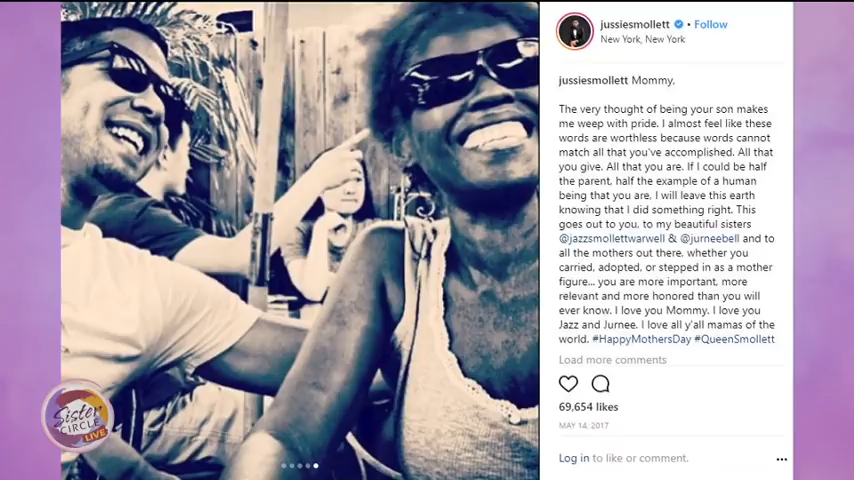 jussiesmollett • Follow
New York, New York
jussiesmollett Mommy,
The very thought of being your son makes
me weep with pride. I almost feel like these
words are worthless because words cannot
match all that you've accomplished. All that
you give. All that you are. If I could be half
the parent, half the example of a human
being that you are, I will leave this earth
knowing that I did something right. This
goes out to you, to my beautiful sisters
@jazzsmollettwarwell & @jurneebell and to
all the mothers out there, whether you
carried, adopted, or stepped in as a mother
figure... you are more important, more
relevant and more honored than you will
ever know. I love you Mommy. I love you
Jazz and Jurnee. I love all y'all mamas of the
world. #HappyMothersDay #QueenSmollett
Load more comments
69,654 likes
MAY 14, 2017
Log in to like or comment.
Sister
CIRCLE
LIVE